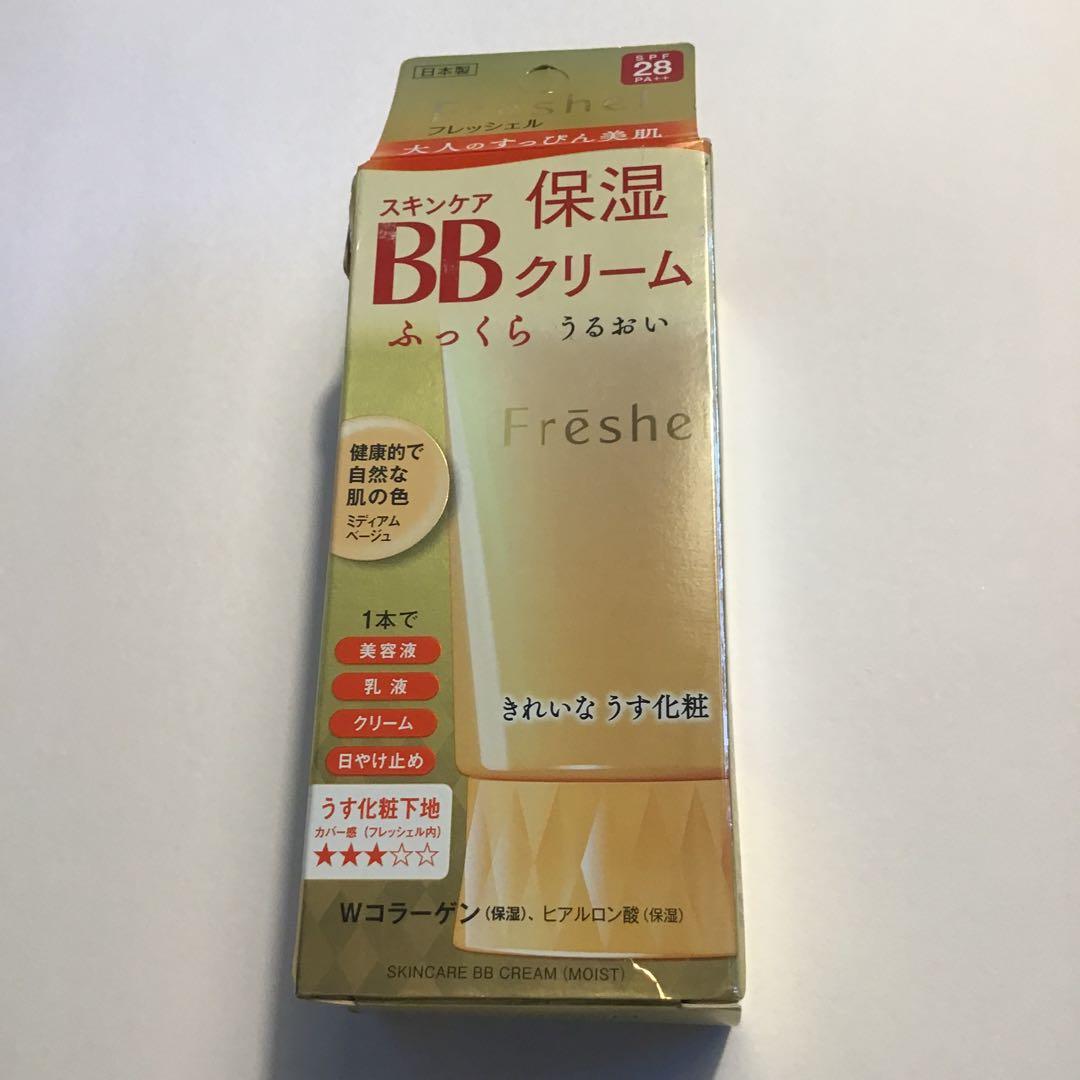 日本製
SPF
28
PA++
Freshel
フレッシェル
大人のすっぴん美肌
スキンケア
保湿
BBクリーム
ふっくら うるおい
Frēshe
健康的で
自然な
肌の色
ミディアム
ベージュ
1本で
美容液
乳液
クリーム
日やけ止め
きれいな うす化粧
うす化粧下地
カバー感(フレッシェル内)
★★★☆☆
Wコラーゲン(保湿)、ヒアルロン酸(保湿)
SKINCARE BB CREAM (MOIST)